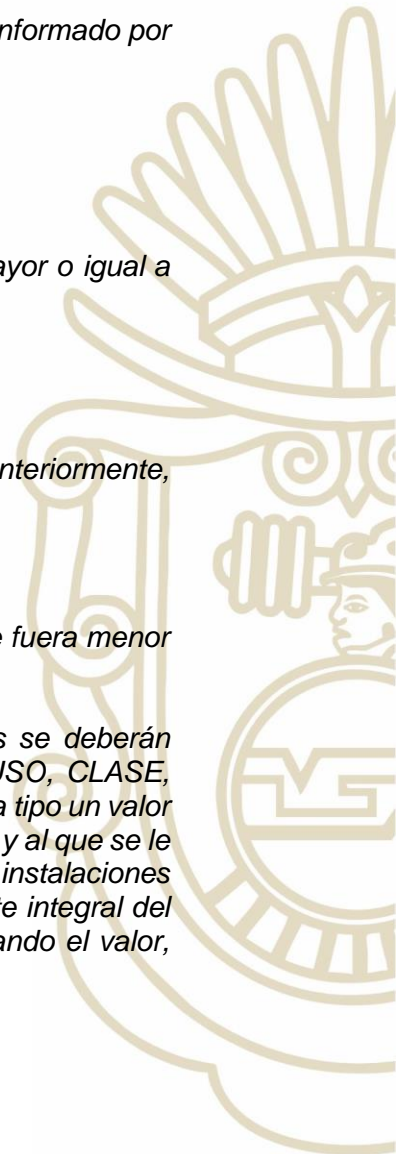 nformado por
ayor o igual a
nteriormente,
e fuera menor
s se deberán
USO, CLASE,
a tipo un valor
y al que se le
instalaciones
te integral del
ando el valor,